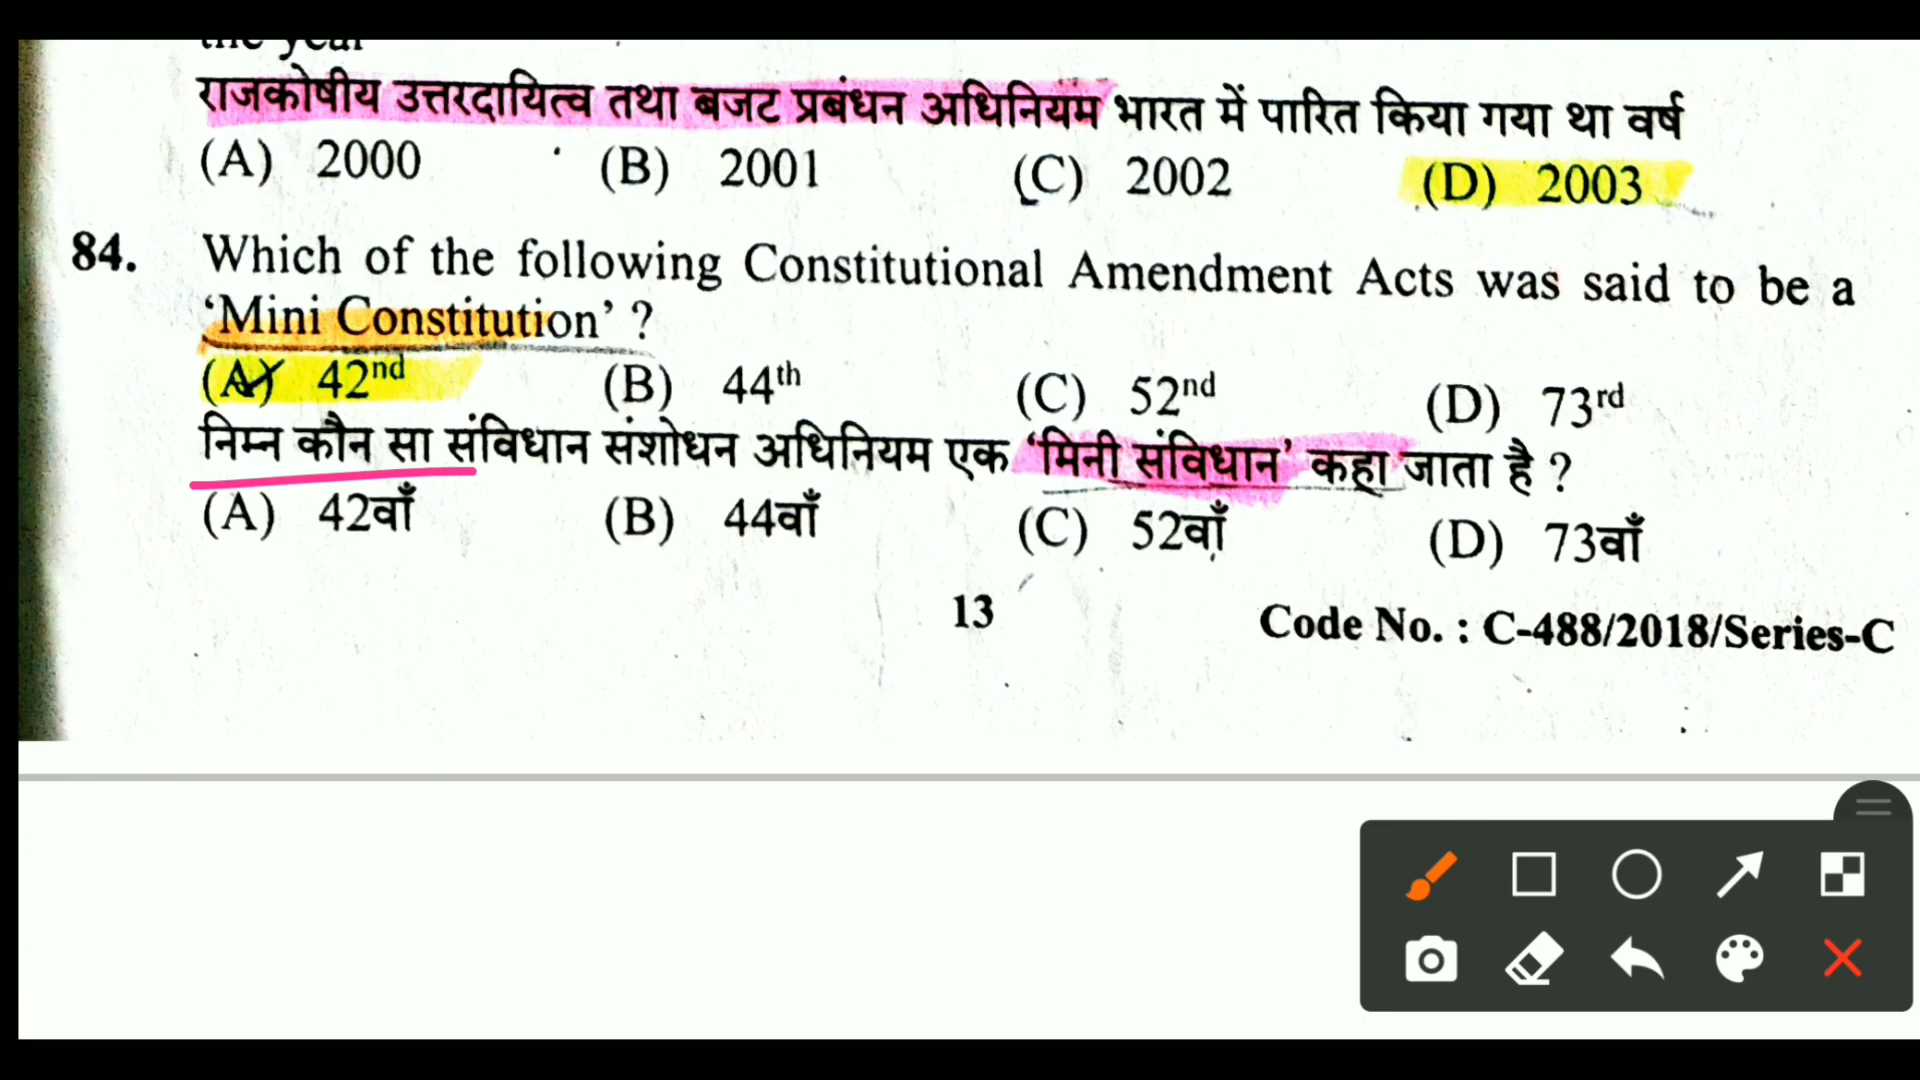 the year
राजकोषीय उत्तरदायित्व तथा बजट प्रबंधन अधिनियम भारत में पारित किया गया था वर्ष
(A) 2000 (B) 2001 (C) 2002 (D) 2003
84. Which of the following Constitutional Amendment Acts was said to be a
‘Mini Constitution’ ?
(A) 42nd (B) 44th (C) 52nd (D) 73rd
निम्न कौन सा संविधान संशोधन अधिनियम एक ‘मिनी संविधान’ कहा जाता है ?
(A) 42वाँ (B) 44वाँ (C) 52वाँ (D) 73वाँ
13 Code No. : C-488/2018/Series-C